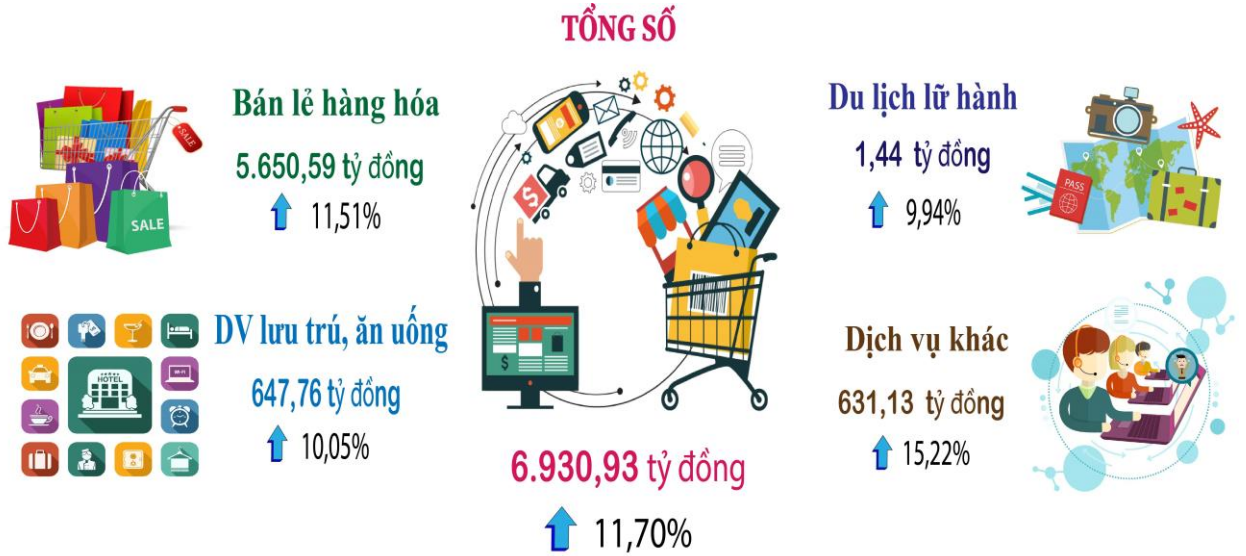 TỔNG SỐ
Bán lẻ hàng hóa
5.650,59 tỷ đồng
11,51%
SALE
SALE
Du lịch lữ hành
1,44 tỷ đồng
9,94%
PASS
DV lưu trú, ăn uống
647,76 tỷ đồng
10,05%
HOTEL
WI-FI
$
$
Dịch vụ khác
631,13 tỷ đồng
15,22%
6.930,93 tỷ đồng
11,70%